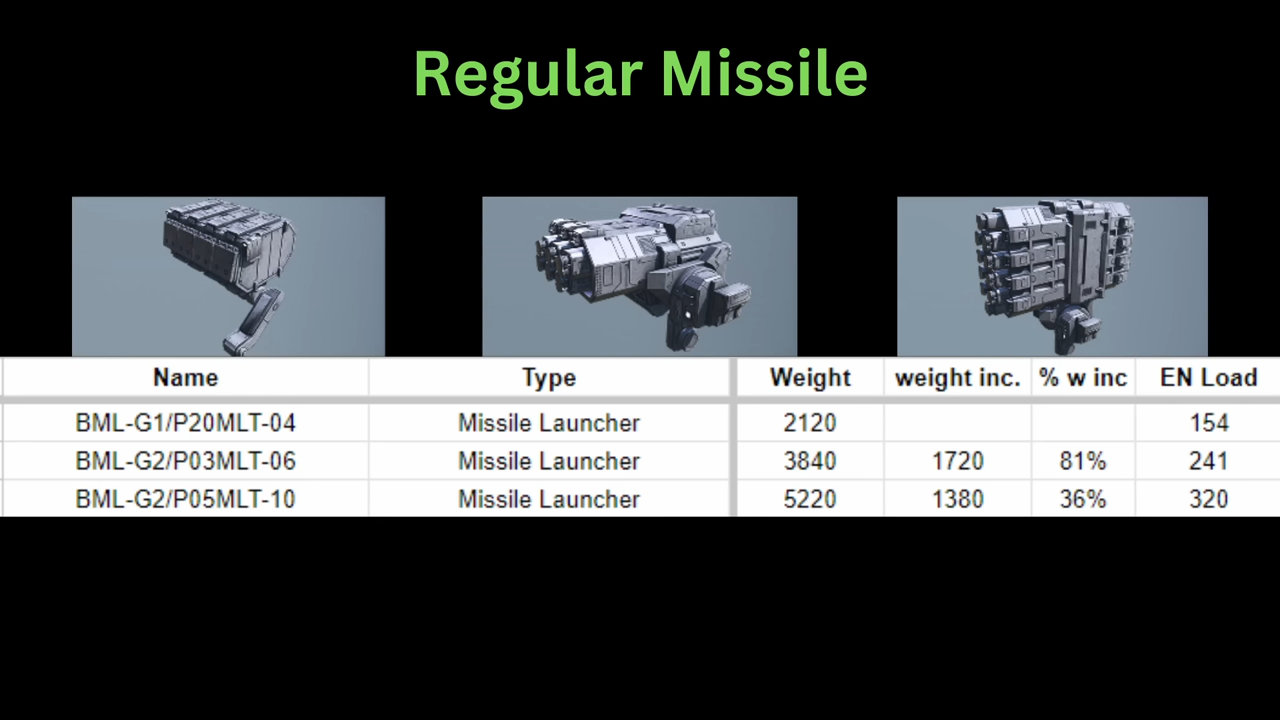 Regular Missile
Name Type Weight weight inc. % w inc EN Load
BML-G1/P20MLT-04 Missile Launcher 2120 154
BML-G2/P03MLT-06 Missile Launcher 3840 1720 81% 241
BML-G2/P05MLT-10 Missile Launcher 5220 1380 36% 320